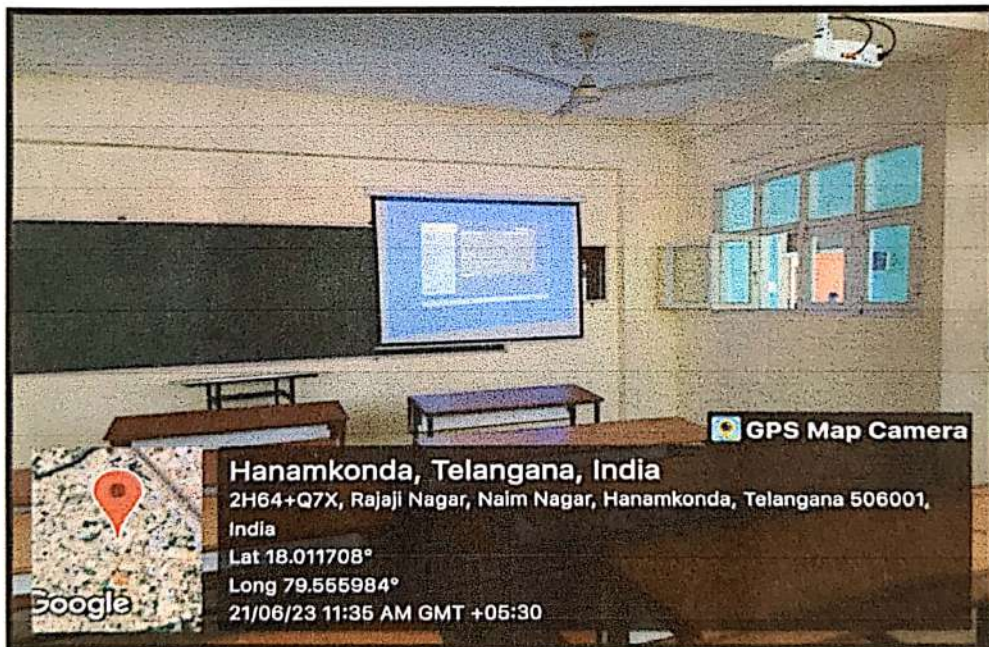 GPS Map Camera
Hanamkonda, Telangana, India
2H64+Q7X, Rajaji Nagar, Naim Nagar, Hanamkonda, Telangana 506001,
India
Lat 18.011708°
Long 79.555984°
21/06/23 11:35 AM GMT +05:30
Google